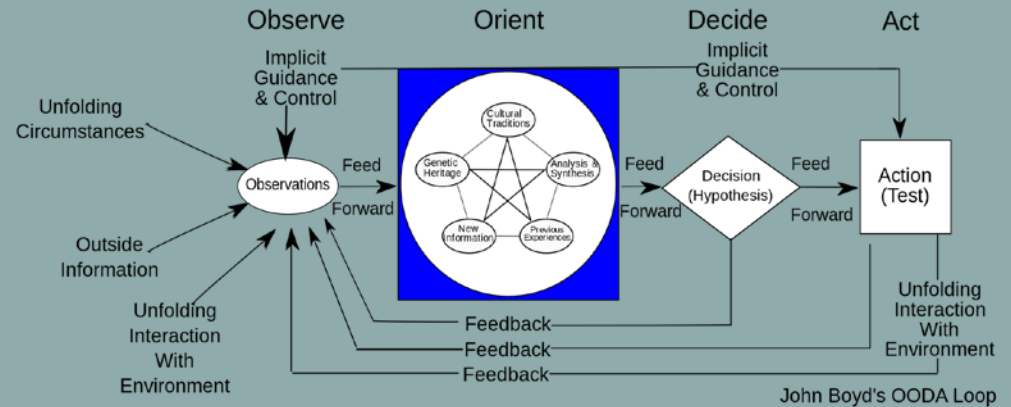 Observe
Orient
Decide
Act
Implicit
Guidance
& Control
Implicit
Guidance
& Control
Unfolding
Circumstances
Observations
Outside
Information
Unfolding
Interaction
With
Environment
Feed
Forward
Cultural
Traditions
Genetic
Heritage
Analysis &
Synthesis
New
Information
Previous
Experiences
Feed
Forward
Decision
(Hypothesis)
Feed
Forward
Action
(Test)
Unfolding
Interaction
With
Environment
Feedback
Feedback
Feedback
John Boyd's OODA Loop